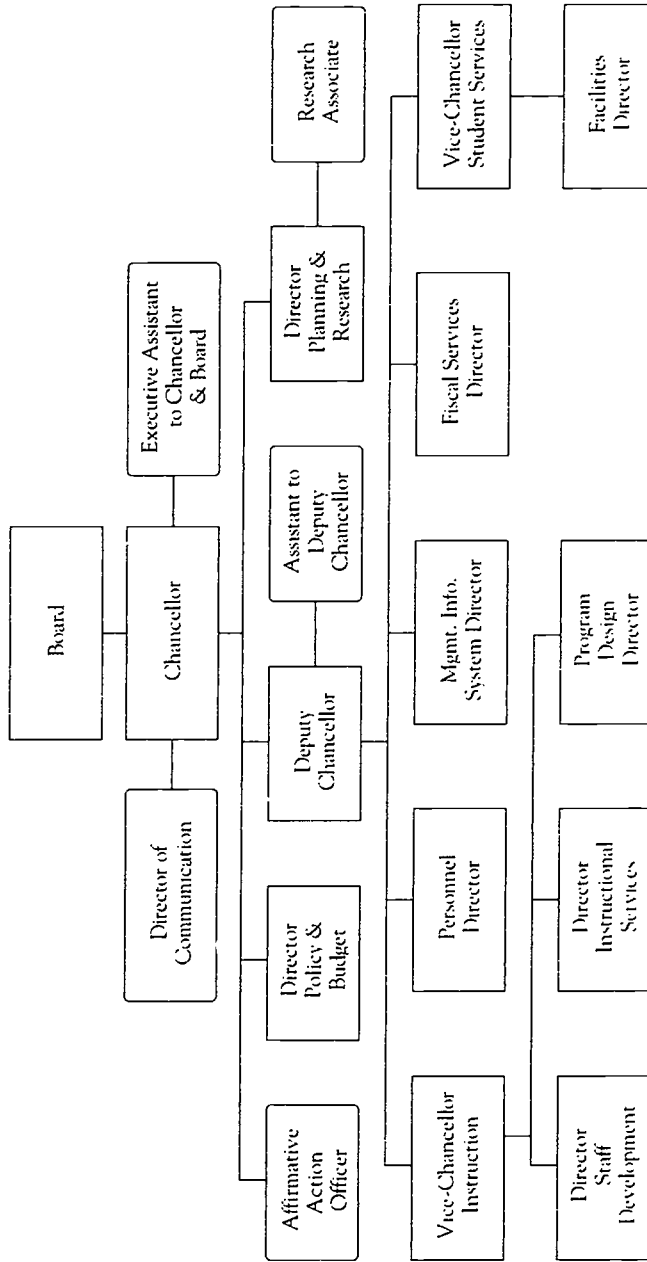 Board
Director of
Communication
Chancellor
Executive Assistant
to Chancellor
& Board
Affirmative
Action
Officer
Director
Policy &
Budget
Deputy
Chancellor
Assistant to
Deputy
Chancellor
Director
Planning &
Research
Research
Associate
Vice-Chancellor
Instruction
Personnel
Director
Mgmt. Info.
System Director
Fiscal Services
Director
Vice-Chancellor
Student Services
Director
Staff
Development
Director
Instructional
Services
Program
Design
Director
Facilities
Director